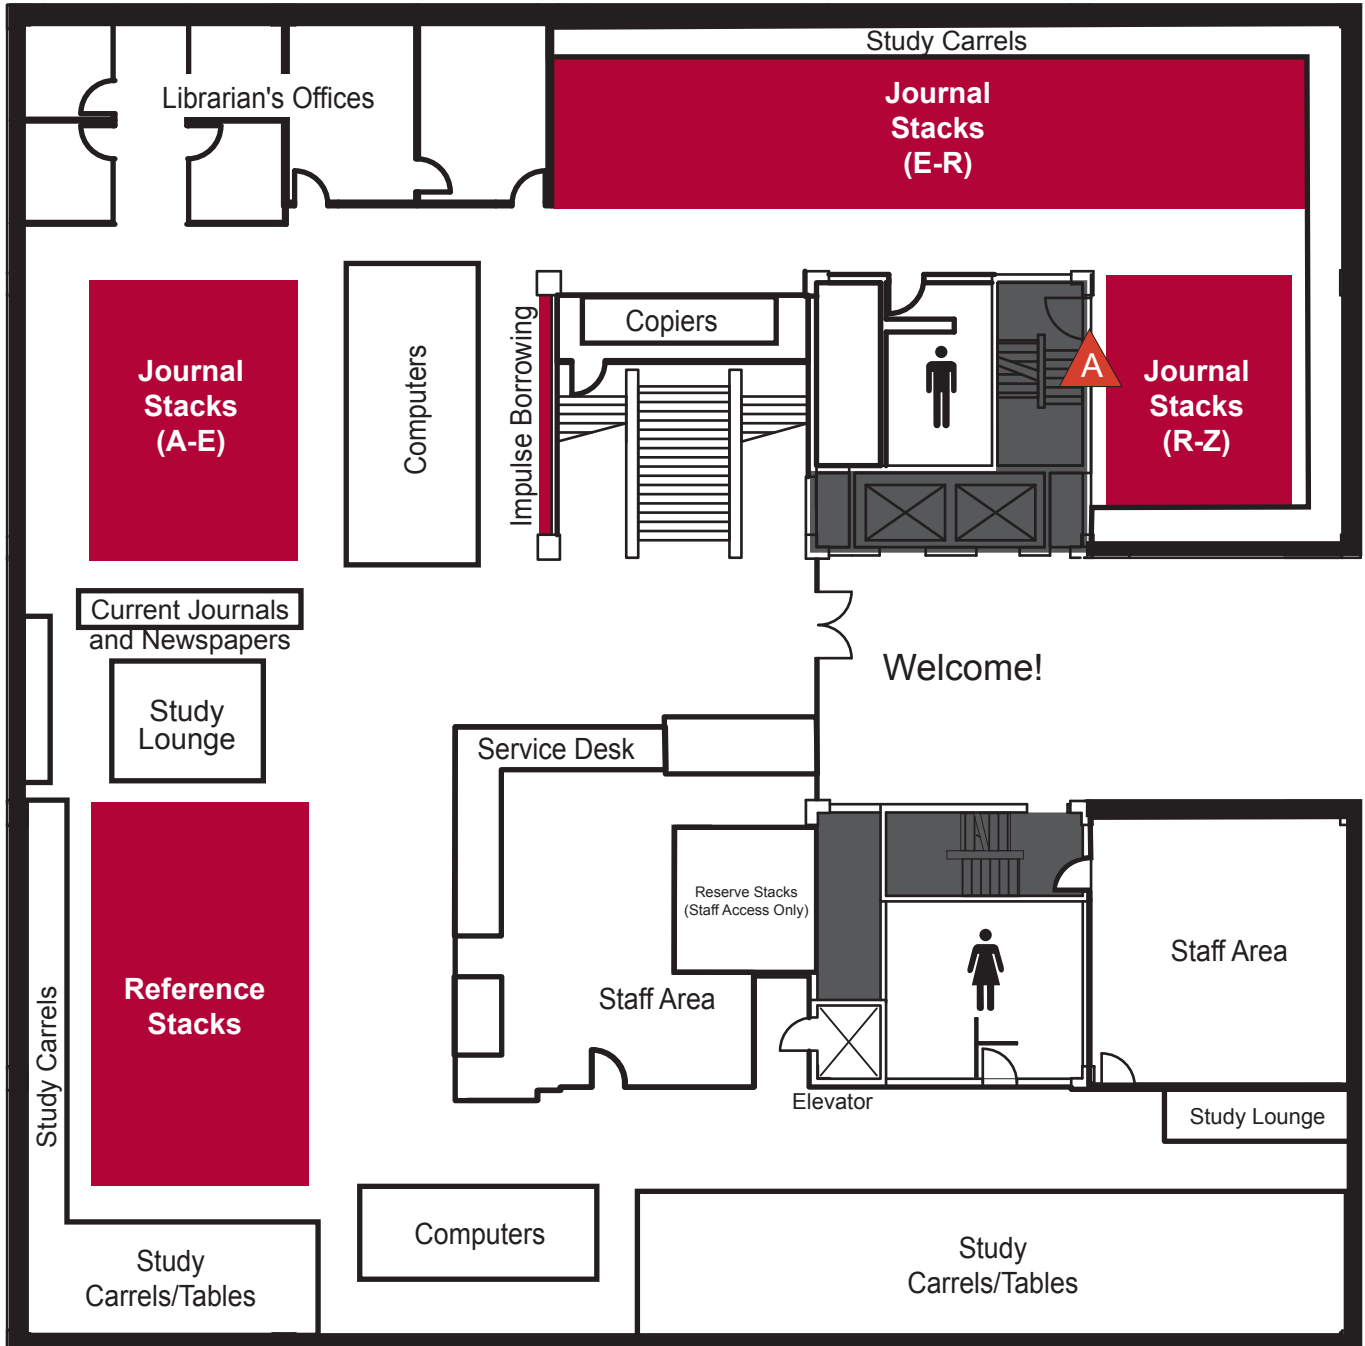 Study Carrels
Librarian's Offices
Journal
Stacks
(E-R)
Journal
Stacks
(A-E)
Computers
Impulse Borrowing
Copiers
A
Journal
Stacks
(R-Z)
Current Journals
and Newspapers
Study
Lounge
Welcome!
Service Desk
Reserve Stacks
(Staff Access Only)
Staff Area
Staff Area
Reference
Stacks
Study Carrels
Elevator
Study Lounge
Computers
Study
Carrels/Tables
Study
Carrels/Tables